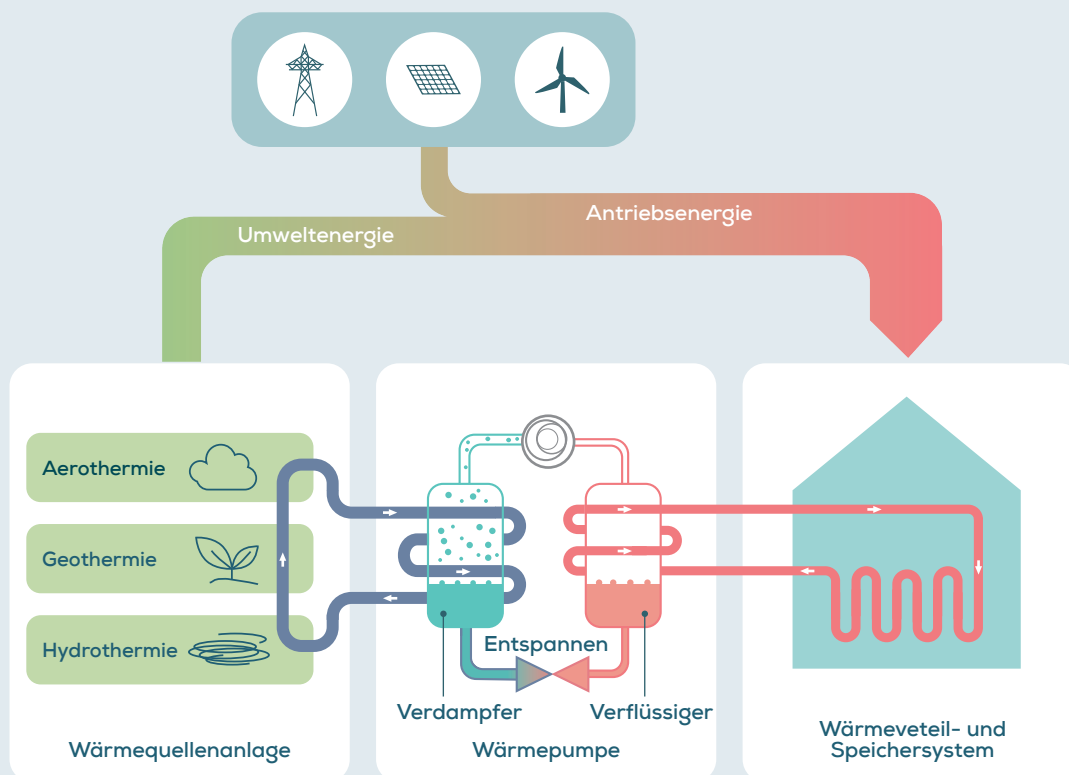 Antriebsenergie
Umweltenergie
Aerothermie
Geothermie
Hydrothermie
Wärmequellenanlage
Entspannen
Verdampfer
Verflüssiger
Wärmepumpe
Wärmeveteil- und
Speichersystem